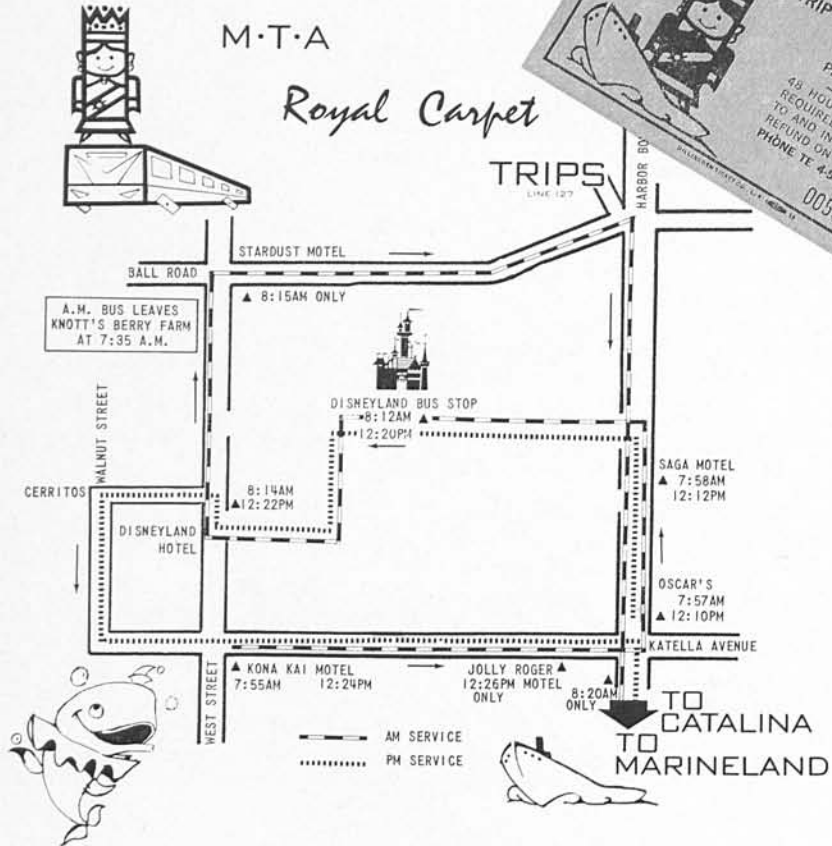 M·T·A
Royal Carpet
TRIPS
LINE 127
HARBOR
48
REQUIRE
TO AND IN
REFUND ON
PHONE TE 4-5
STARDUST MOTEL
BALL ROAD
8:15AM ONLY
A.M. BUS LEAVES
KNOTT'S BERRY FARM
AT 7:35 A.M.
DISNEYLAND BUS STOP
8:12AM
12:20PM
WALNUT STREET
CERRITOS
8:14AM
12:22PM
DISNEYLAND
HOTEL
SAGA MOTEL
7:58AM
12:12PM
OSCAR'S
7:57AM
12:10PM
KATELLA AVENUE
WEST STREET
KONA KAI MOTEL
7:55AM 12:24PM
JOLLY ROGER
12:26PM MOTEL
ONLY
8:20AM
ONLY
TO
CATALINA
TO
MARINELAND
AM SERVICE
PM SERVICE